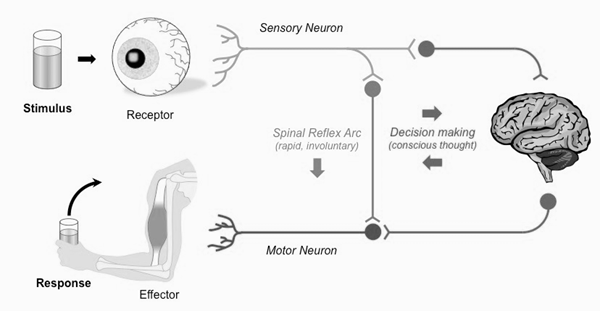 Sensory Neuron
Stimulus
Receptor
Spinal Reflex Arc
(rapid, involuntary)
Decision making
(conscious thought)
Motor Neuron
Response
Effector